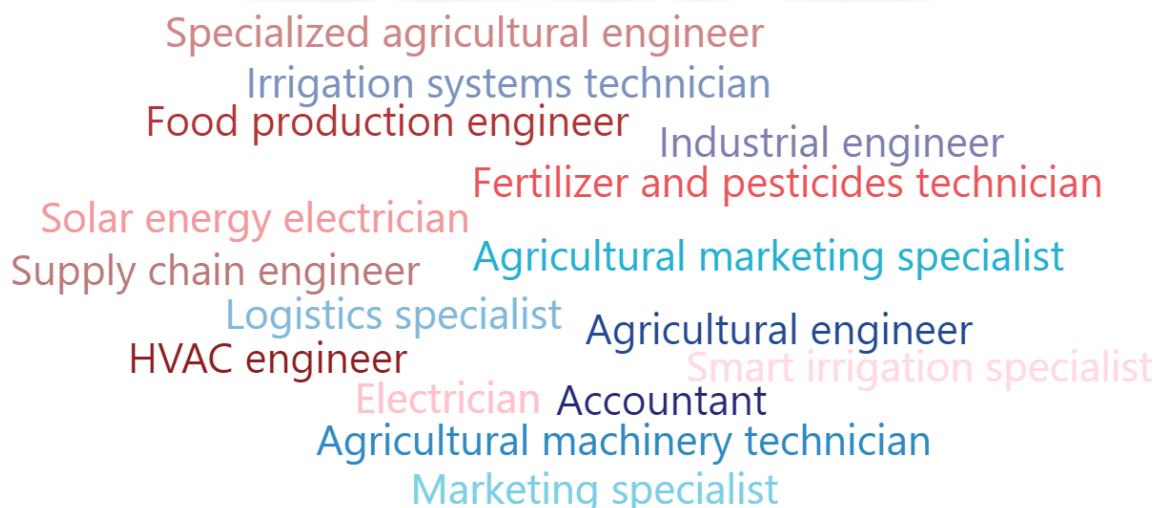 Specialized agricultural engineer
Irrigation systems technician
Food production engineer
Industrial engineer
Fertilizer and pesticides technician
Solar energy electrician
Agricultural marketing specialist
Supply chain engineer
Logistics specialist
Agricultural engineer
HVAC engineer
Smart irrigation specialist
Electrician
Accountant
Agricultural machinery technician
Marketing specialist